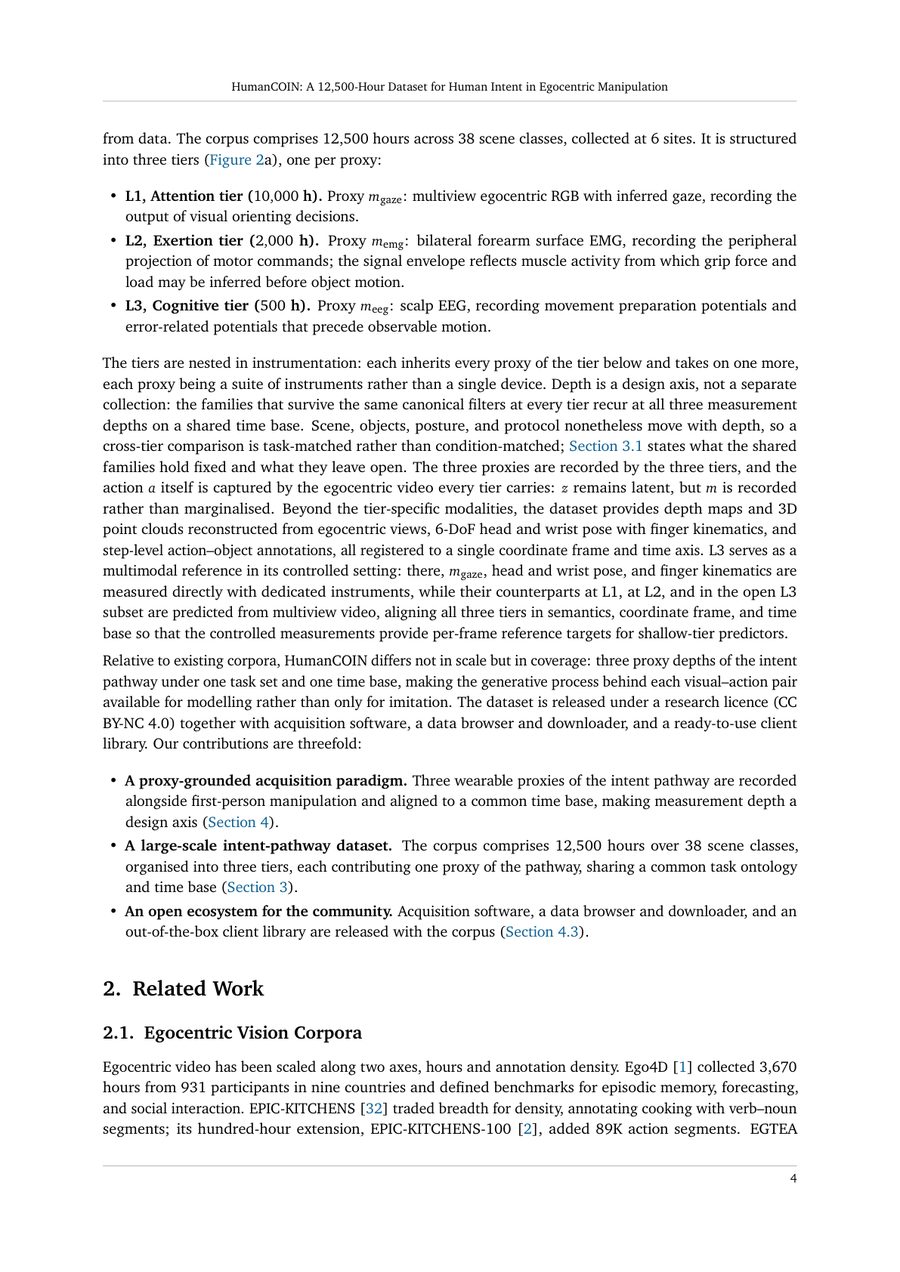 HumanCOIN: A 12,500-Hour Dataset for Human Intent in Egocentric Manipulation
from data. The corpus comprises 12,500 hours across 38 scene classes, collected at 6 sites. It is structured
into three tiers (Figure 2a), one per proxy:
• L1, Attention tier (10,000 h). Proxy mgaze: multiview egocentric RGB with inferred gaze, recording the
output of visual orienting decisions.
• L2, Exertion tier (2,000 h). Proxy memg: bilateral forearm surface EMG, recording the peripheral
projection of motor commands; the signal envelope reflects muscle activity from which grip force and
load may be inferred before object motion.
• L3, Cognitive tier (500 h). Proxy meeg: scalp EEG, recording movement preparation potentials and
error-related potentials that precede observable motion.
The tiers are nested in instrumentation: each inherits every proxy of the tier below and takes on one more,
each proxy being a suite of instruments rather than a single device. Depth is a design axis, not a separate
collection: the families that survive the same canonical filters at every tier recur at all three measurement
depths on a shared time base. Scene, objects, posture, and protocol nonetheless move with depth, so a
cross-tier comparison is task-matched rather than condition-matched; Section 3.1 states what the shared
families hold fixed and what they leave open. The three proxies are recorded by the three tiers, and the
action a itself is captured by the egocentric video every tier carries: z remains latent, but m is recorded
rather than marginalised. Beyond the tier-specific modalities, the dataset provides depth maps and 3D
point clouds reconstructed from egocentric views, 6-DoF head and wrist pose with finger kinematics, and
step-level action–object annotations, all registered to a single coordinate frame and time axis. L3 serves as a
multimodal reference in its controlled setting: there, mgaze, head and wrist pose, and finger kinematics are
measured directly with dedicated instruments, while their counterparts at L1, at L2, and in the open L3
subset are predicted from multiview video, aligning all three tiers in semantics, coordinate frame, and time
base so that the controlled measurements provide per-frame reference targets for shallow-tier predictors.
Relative to existing corpora, HumanCOIN differs not in scale but in coverage: three proxy depths of the intent
pathway under one task set and one time base, making the generative process behind each visual–action pair
available for modelling rather than only for imitation. The dataset is released under a research licence (CC
BY-NC 4.0) together with acquisition software, a data browser and downloader, and a ready-to-use client
library. Our contributions are threefold:
• A proxy-grounded acquisition paradigm. Three wearable proxies of the intent pathway are recorded
alongside first-person manipulation and aligned to a common time base, making measurement depth a
design axis (Section 4).
• A large-scale intent-pathway dataset. The corpus comprises 12,500 hours over 38 scene classes,
organised into three tiers, each contributing one proxy of the pathway, sharing a common task ontology
and time base (Section 3).
• An open ecosystem for the community. Acquisition software, a data browser and downloader, and an
out-of-the-box client library are released with the corpus (Section 4.3).
2. Related Work
2.1. Egocentric Vision Corpora
Egocentric video has been scaled along two axes, hours and annotation density. Ego4D [1] collected 3,670
hours from 931 participants in nine countries and defined benchmarks for episodic memory, forecasting,
and social interaction. EPIC-KITCHENS [32] traded breadth for density, annotating cooking with verb–noun
segments; its hundred-hour extension, EPIC-KITCHENS-100 [2], added 89K action segments. EGTEA
4